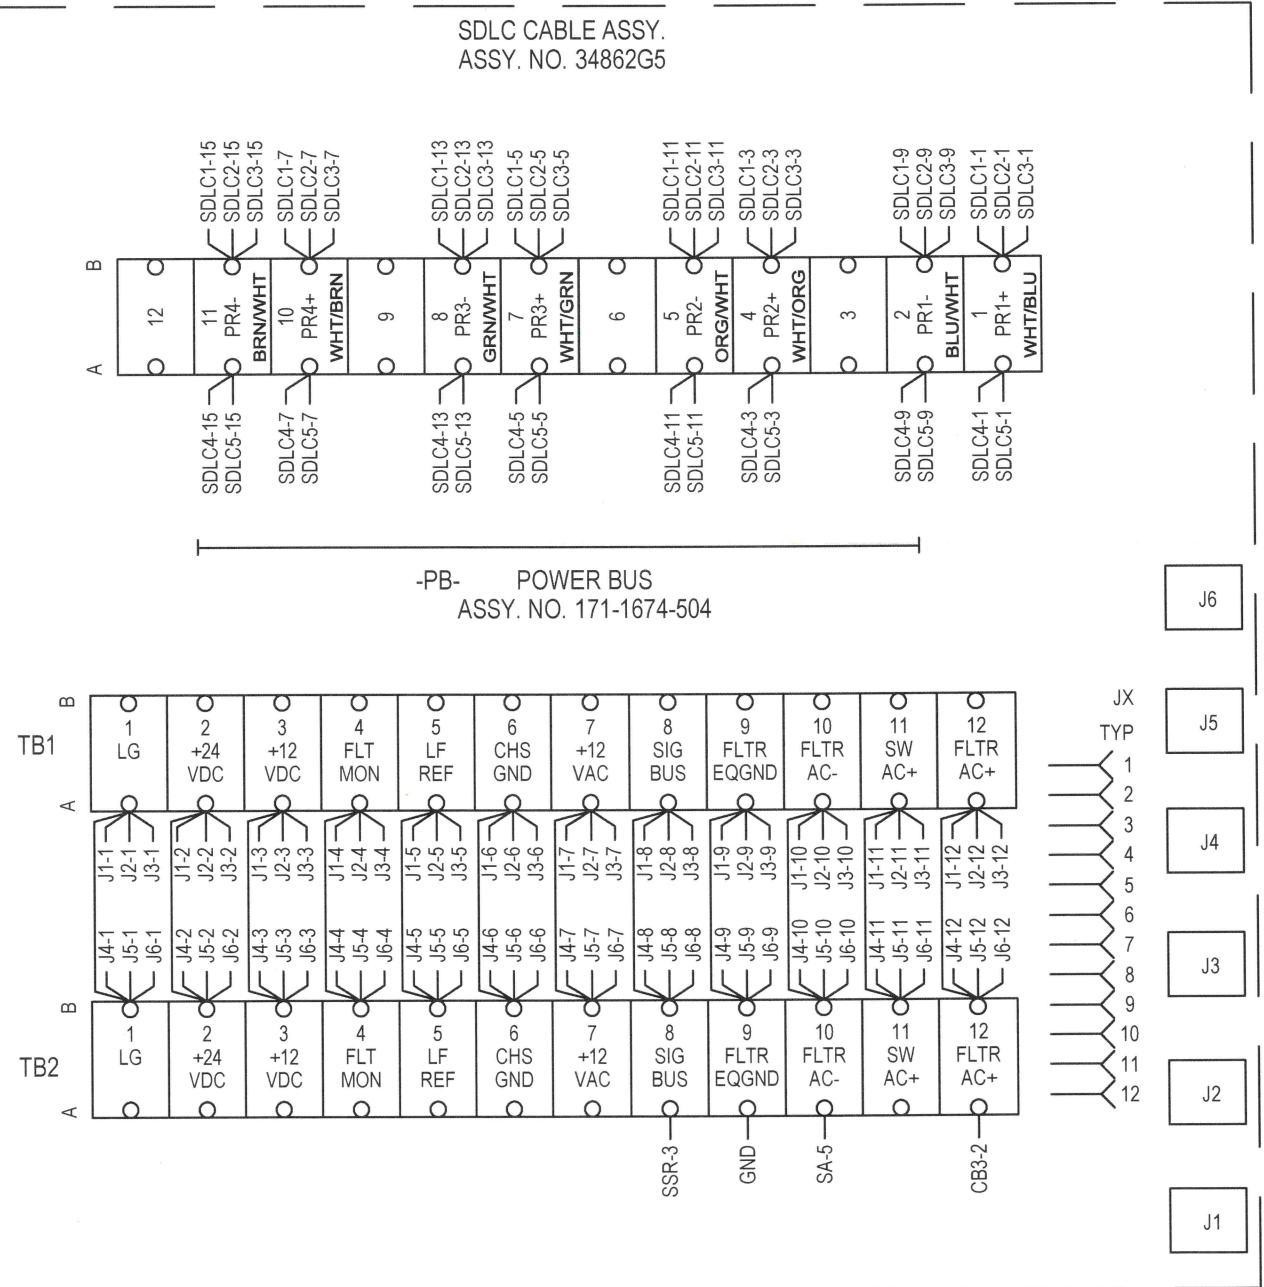 SDLC CABLE ASSY.
ASSY. NO. 34862G5
SDLC1-15
SDLC2-15
SDLC3-15
SDLC1-7
SDLC2-7
SDLC3-7
SDLC1-13
SDLC2-13
SDLC3-13
SDLC1-5
SDLC2-5
SDLC3-5
SDLC1-11
SDLC2-11
SDLC3-11
SDLC1-3
SDLC2-3
SDLC3-3
SDLC1-9
SDLC2-9
SDLC3-9
SDLC1-1
SDLC2-1
SDLC3-1
B
A
12
11
PR4-
BRN/WHT
10
PR4+
WHT/BRN
9
8
PR3-
GRN/WHT
7
PR3+
WHT/GRN
6
5
PR2-
ORG/WHT
4
PR2+
WHT/ORG
3
2
PR1-
BLU/WHT
1
PR1+
WHT/BLU
SDLC4-15
SDLC5-15
SDLC4-7
SDLC5-7
SDLC4-13
SDLC5-13
SDLC4-5
SDLC5-5
SDLC4-11
SDLC5-11
SDLC4-3
SDLC5-3
SDLC4-9
SDLC5-9
SDLC4-1
SDLC5-1
-PB- POWER BUS
ASSY. NO. 171-1674-504
TB1
B
A
1
LG
2
+24
VDC
3
+12
VDC
4
FLT
MON
5
LF
REF
6
CHS
GND
7
+12
VAC
8
SIG
BUS
9
FLTR
EQGND
10
FLTR
AC-
11
SW
AC+
12
FLTR
AC+
J1-1
J2-1
J3-1
J1-2
J2-2
J3-2
J1-3
J2-3
J3-3
J1-4
J2-4
J3-4
J1-5
J2-5
J3-5
J1-6
J2-6
J3-6
J1-7
J2-7
J3-7
J1-8
J2-8
J3-8
J1-9
J2-9
J3-9
J1-10
J2-10
J3-10
J1-11
J2-11
J3-11
J1-12
J2-12
J3-12
J4-1
J5-1
J6-1
J4-2
J5-2
J6-2
J4-3
J5-3
J6-3
J4-4
J5-4
J6-4
J4-5
J5-5
J6-5
J4-6
J5-6
J6-6
J4-7
J5-7
J6-7
J4-8
J5-8
J6-8
J4-9
J5-9
J6-9
J4-10
J5-10
J6-10
J4-11
J5-11
J6-11
J4-12
J5-12
J6-12
TB2
B
A
1
LG
2
+24
VDC
3
+12
VDC
4
FLT
MON
5
LF
REF
6
CHS
GND
7
+12
VAC
8
SIG
BUS
9
FLTR
EQGND
10
FLTR
AC-
11
SW
AC+
12
FLTR
AC+
SSR-3
GND
SA-5
CB3-2
JX
TYP
1
2
3
4
5
6
7
8
9
10
11
12
J6
J5
J4
J3
J2
J1